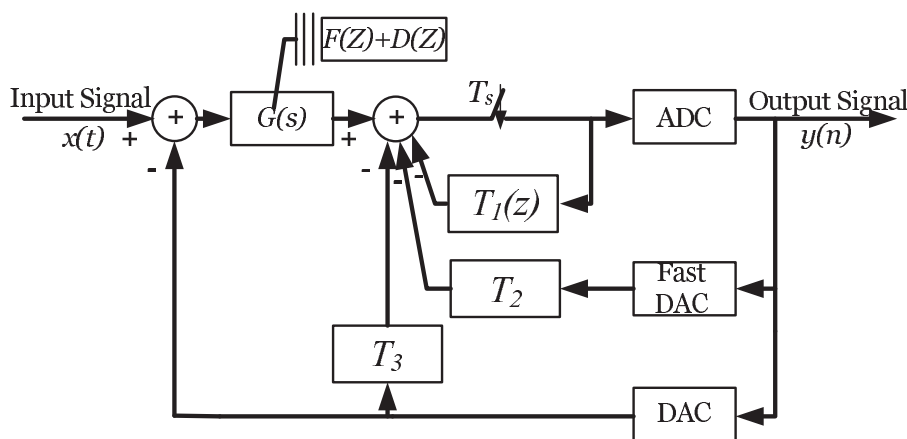 F(Z)+D(Z)
Input Signal
x(t)
+
+
-
G(s)
+
+
-
-
-
T_s
ADC
Output Signal
y(n)
T_1(z)
T_2
Fast
DAC
T_3
DAC